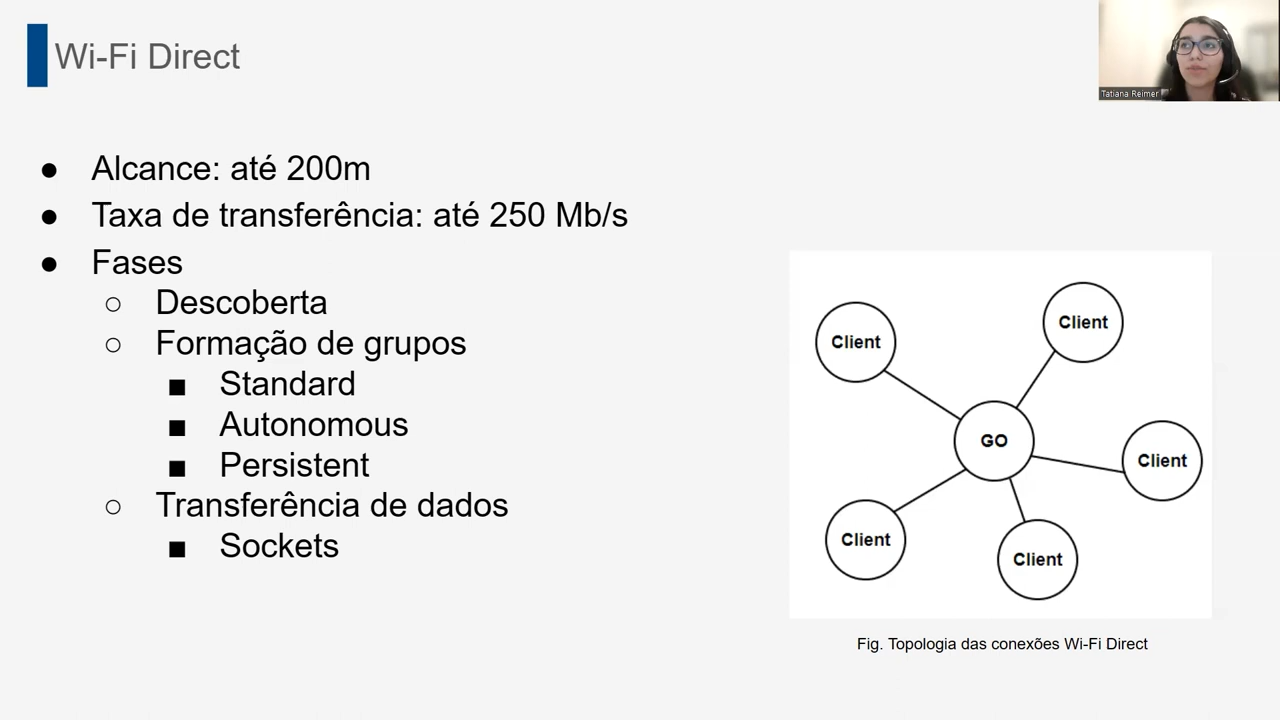 Wi-Fi Direct
Tatiana Reimer
● Alcance: até 200m
● Taxa de transferência: até 250 Mb/s
● Fases
○ Descoberta
○ Formação de grupos
■ Standard
■ Autonomous
■ Persistent
○ Transferência de dados
■ Sockets
Client
Client
GO
Client
Client
Client
Fig. Topologia das conexões Wi-Fi Direct